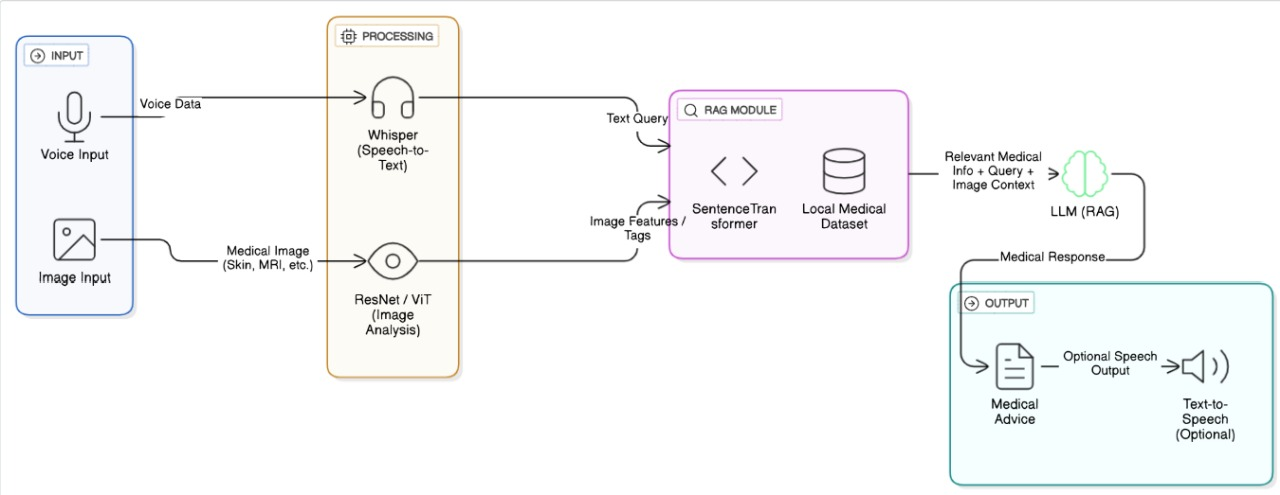 INPUT
Voice Input
Image Input
Voice Data
Medical Image
(Skin, MRI, etc.)
PROCESSING
Whisper
(Speech-to-
Text)
ResNet / ViT
(Image
Analysis)
Text Query
Image Features /
Tags
RAG MODULE
SentenceTran
sformer
Local Medical
Dataset
Relevant Medical
Info + Query +
Image Context
LLM (RAG)
Medical Response
OUTPUT
Medical
Advice
Optional Speech
Output
Text-to-
Speech
(Optional)